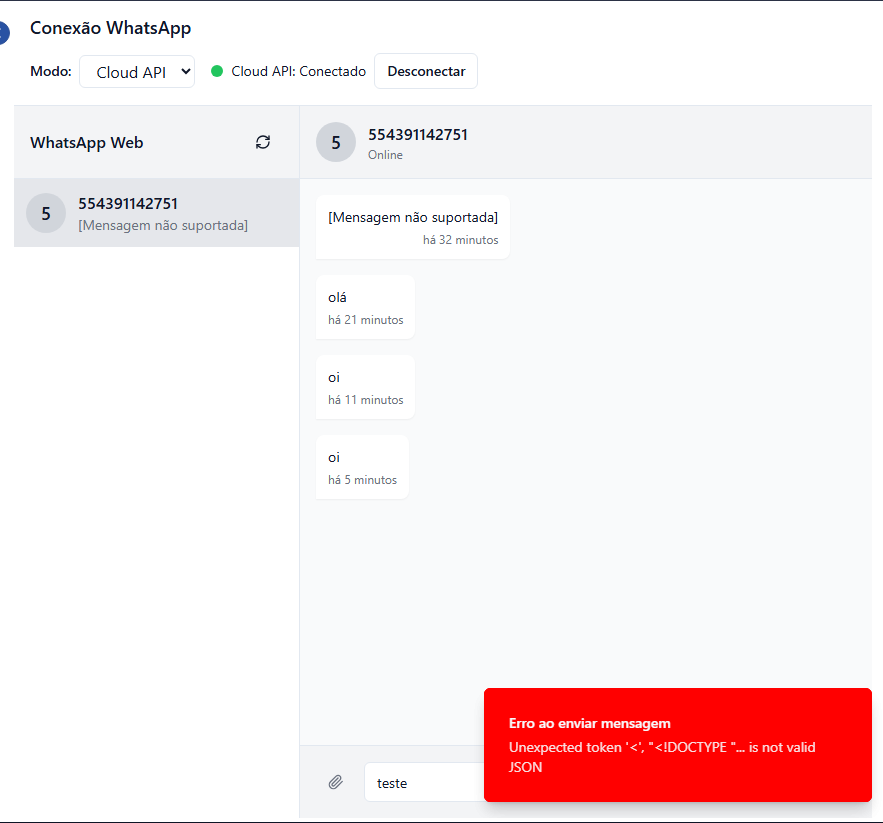 Conexão WhatsApp
Modo: Cloud API Cloud API: Conectado Desconectar
WhatsApp Web
5 554391142751
[Mensagem não suportada]
5 554391142751
Online
[Mensagem não suportada]
há 32 minutos
olá
há 21 minutos
oi
há 11 minutos
oi
há 5 minutos
teste
Erro ao enviar mensagem
Unexpected token '<', "<!DOCTYPE "... is not valid
JSON